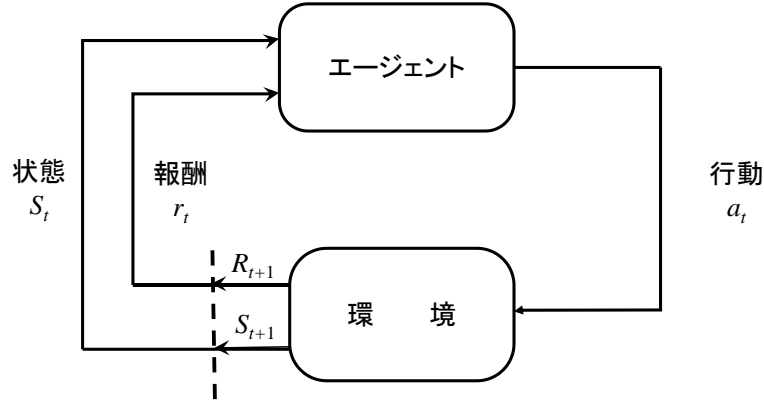 エージェント
状態
S_t
報酬
r_t
行動
a_t
R_{t+1}
環 境
S_{t+1}